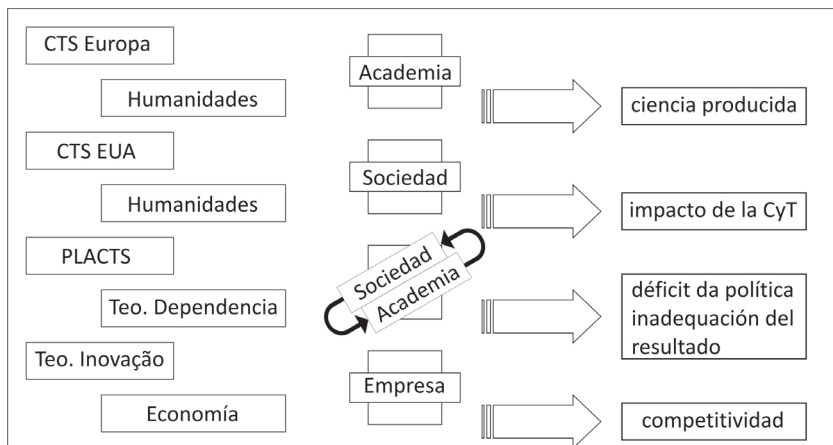 CTS Europa
Academia
Humanidades
ciencia producida
CTS EUA
Sociedad
Humanidades
impacto de la CyT
PLACTS
Sociedad
Academia
Teo. Dependencia
déficit da política
inadequación del
resultado
Teo. Inovação
Empresa
Economía
competitividad